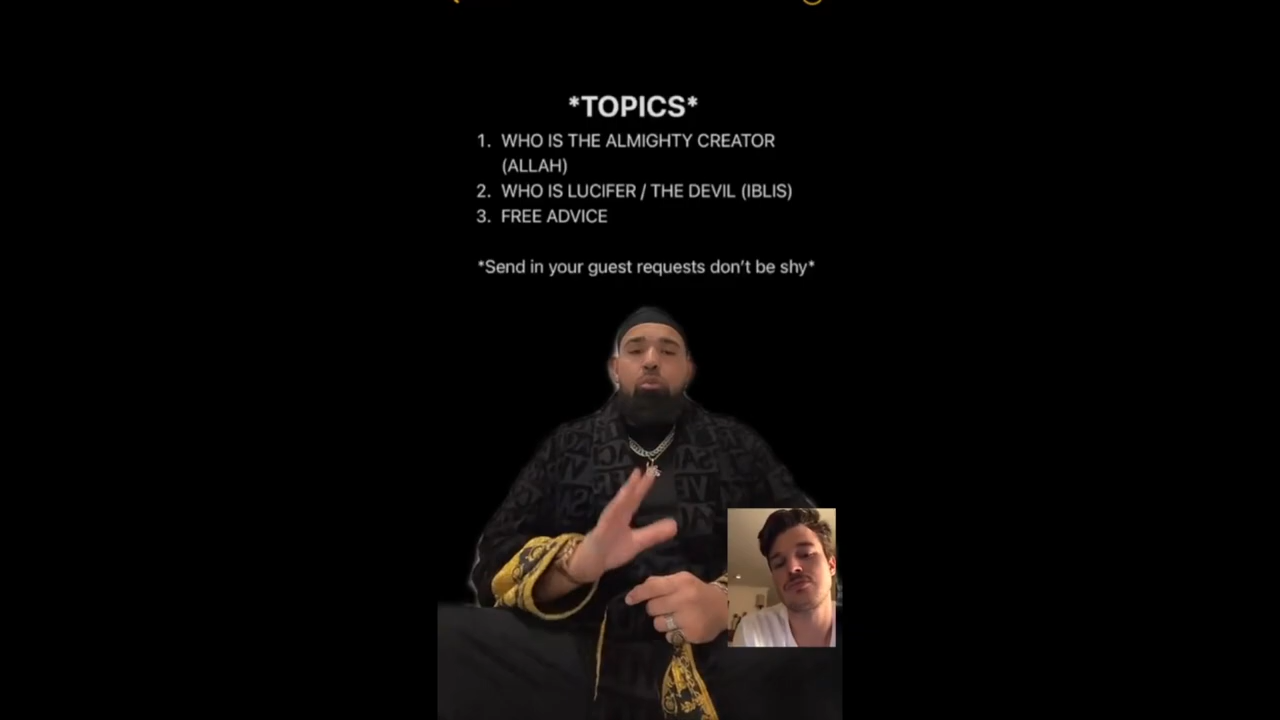 *TOPICS*
1. WHO IS THE ALMIGHTY CREATOR
(ALLAH)
2. WHO IS LUCIFER / THE DEVIL (IBLIS)
3. FREE ADVICE
*Send in your guest requests don't be shy*